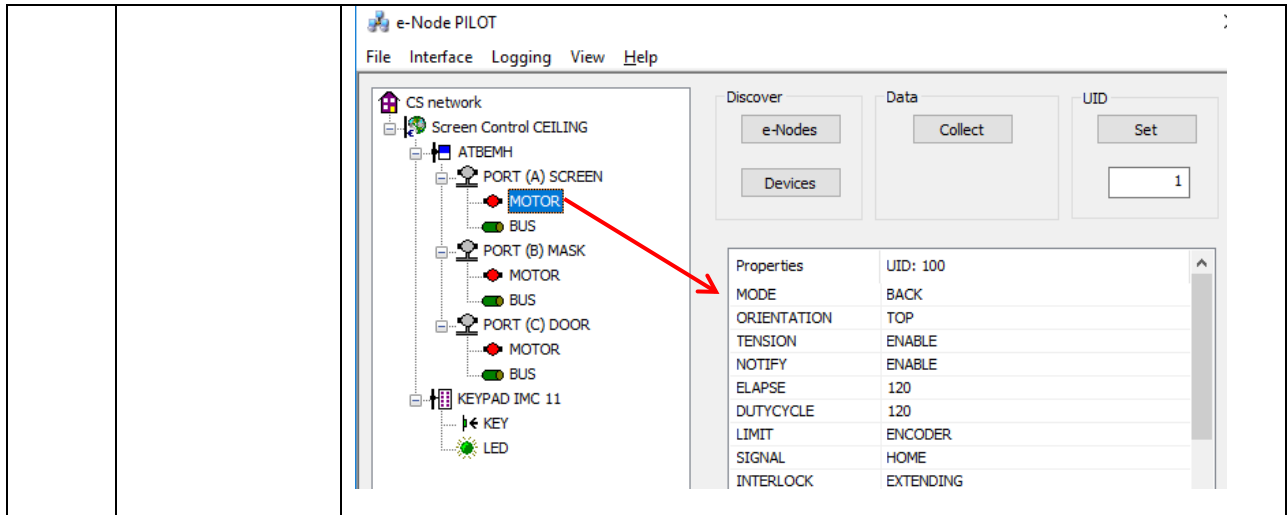 e-Node PILOT
File Interface Logging View Help
CS network
Screen Control CEILING
ATBEMH
PORT (A) SCREEN
MOTOR
BUS
PORT (B) MASK
MOTOR
BUS
PORT (C) DOOR
MOTOR
BUS
KEYPAD IMC 11
KEY
LED
Discover
e-Nodes
Devices
Data
Collect
UID
Set
1
Properties UID: 100
MODE BACK
ORIENTATION TOP
TENSION ENABLE
NOTIFY ENABLE
ELAPSE 120
DUTYCYCLE 120
LIMIT ENCODER
SIGNAL HOME
INTERLOCK EXTENDING